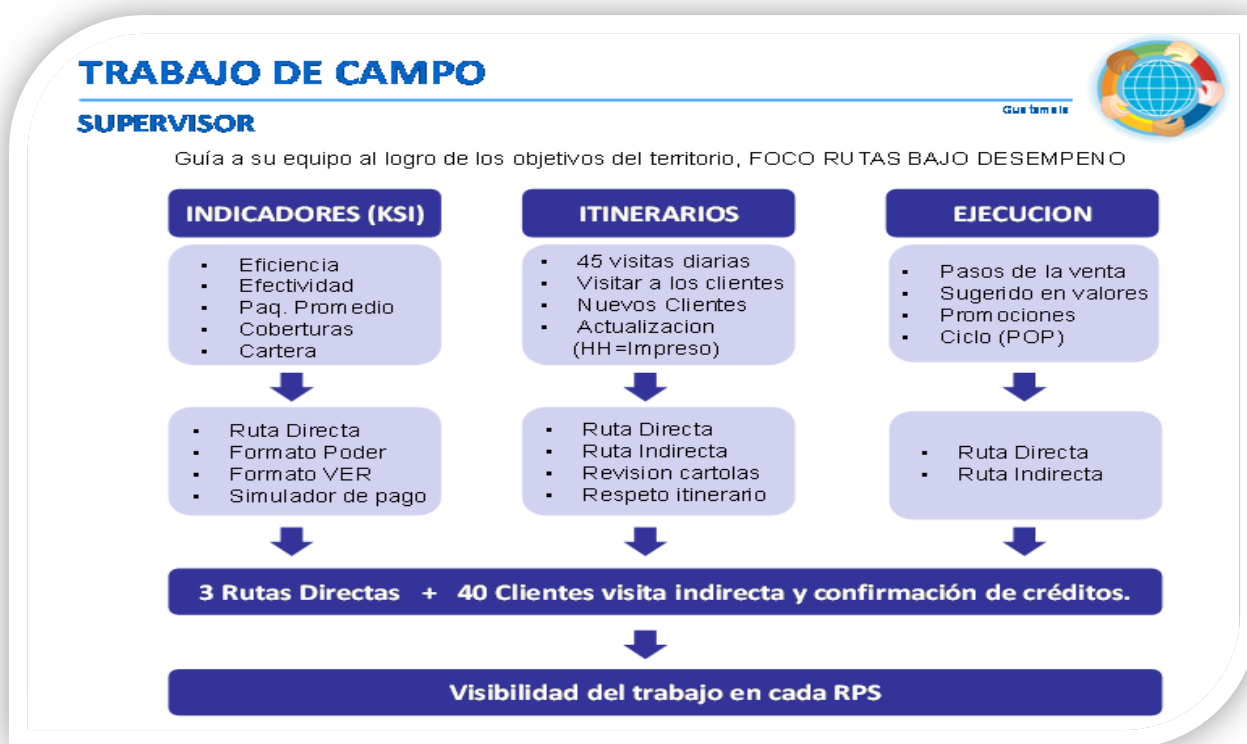 TRABAJO DE CAMPO
Guatemala
SUPERVISOR
Guía a su equipo al logro de los objetivos del territorio, FOCO RUTAS BAJO DESEMPENO
INDICADORES (KSI)
▪ Eficiencia
▪ Efectividad
▪ Paq. Promedio
▪ Coberturas
▪ Cartera
▪ Ruta Directa
▪ Formato Poder
▪ Formato VER
▪ Simulador de pago
ITINERARIOS
▪ 45 visitas diarias
▪ Visitar a los clientes
▪ Nuevos Clientes
▪ Actualizacion
(HH=Impreso)
▪ Ruta Directa
▪ Ruta Indirecta
▪ Revision cartolas
▪ Respeto itinerario
EJECUCION
▪ Pasos de la venta
▪ Sugerido en valores
▪ Promociones
▪ Ciclo (POP)
▪ Ruta Directa
▪ Ruta Indirecta
3 Rutas Directas + 40 Clientes visita indirecta y confirmación de créditos.
Visibilidad del trabajo en cada RPS